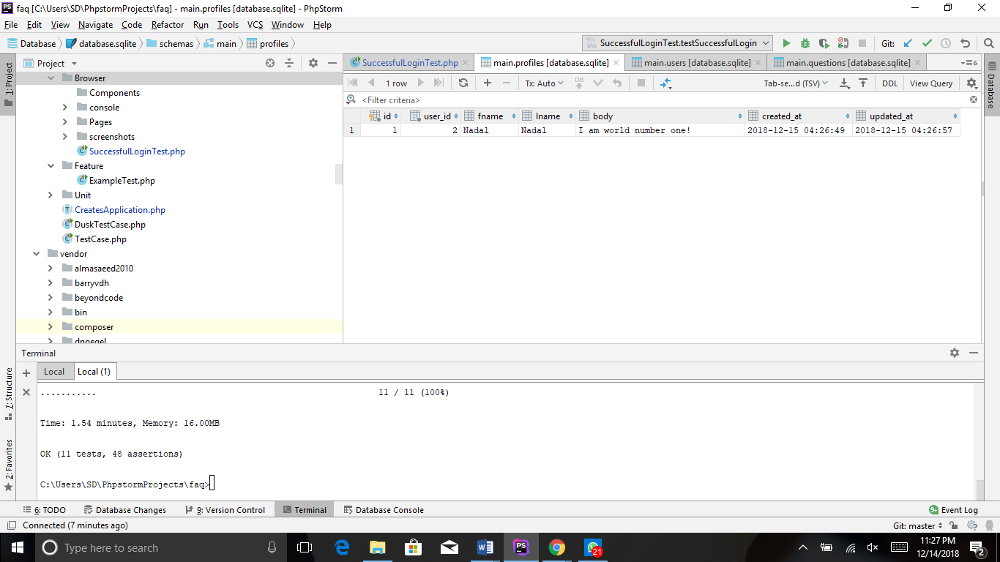 PS faq [C:\Users\SD\PhpstormProjects\faq] - main.profiles [database.sqlite] - PhpStorm
File Edit View Navigate Code Refactor Run Tools VCS Window Help
Database database.sqlite schemas main profiles SuccessfulLoginTest.testSuccessfulLogin Git:
1: Project
Project
SuccessfulLoginTest.php main.profiles [database.sqlite] main.users [database.sqlite] main.questions [database.sqlite] 6
Database
Browser
Components
console
Pages
screenshots
SuccessfulLoginTest.php
Feature
ExampleTest.php
Unit
CreatesApplication.php
DuskTestCase.php
TestCase.php
vendor
almasaeed2010
barryvdh
beyondcode
bin
composer
dnoegel
1 row Tx: Auto DB Tab-se...d (TSV) DDL View Query
<Filter criteria>
id user_id fname lname body created_at updated_at
1 1 2 Nadal Nadal I am world number one! 2018-12-15 04:26:49 2018-12-15 04:26:57
Terminal
Local Local (1)
7: Structure
2: Favorites
........... 11 / 11 (100%)
Time: 1.54 minutes, Memory: 16.00MB
OK (11 tests, 48 assertions)
C:\Users\SD\PhpstormProjects\faq>
6: TODO Database Changes 9: Version Control Terminal Database Console 9+ Event Log
Connected (7 minutes ago) Git: master
Type here to search PS 21 11:27 PM
12/14/2018 2